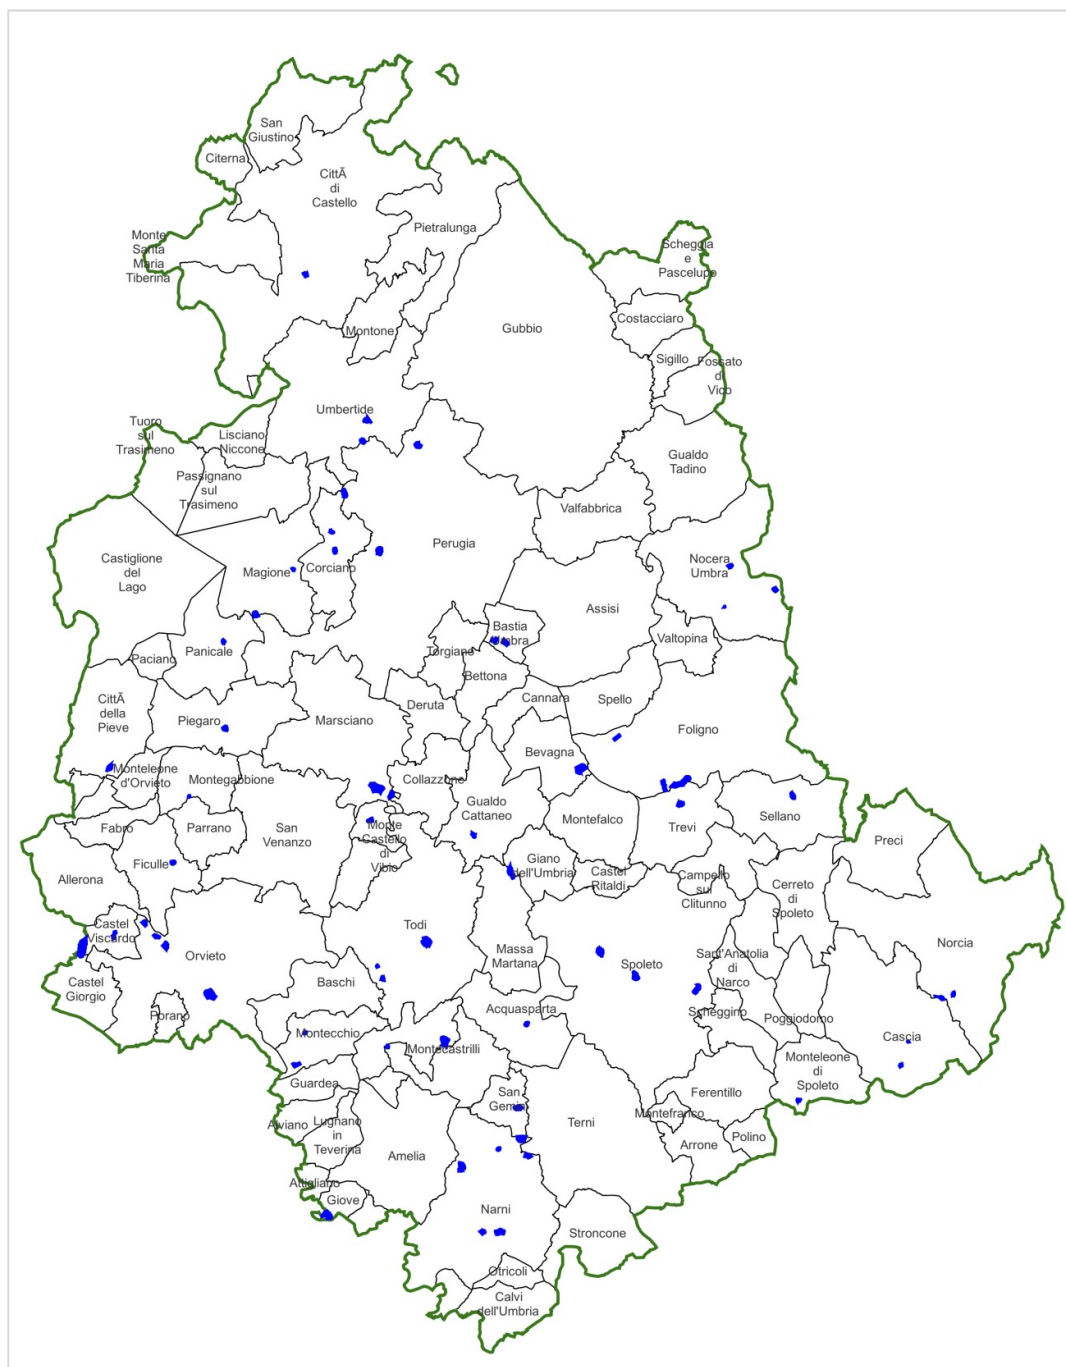 San
Giustino
Citerna
CittÃ
di
Castello
Pietralunga
Monte
Santa
Maria
Tiberina
Scheggia
e
Pascelupo
Costacciaro
Gubbio
Montone
Sigillo
Fossato
di
Vico
Umbertide
Tuoro
sul
Trasimeno
Lisciano
Niccone
Gualdo
Tadino
Passignano
sul
Trasimeno
Valfabbrica
Castiglione
del
Lago
Magione
Corciano
Perugia
Nocera
Umbra
Assisi
Bastia
Umbra
Valtopina
Paciano
Panicale
Torgiano
Bettona
CittÃ
della
Pieve
Piegaro
Marsciano
Deruta
Cannara
Spello
Foligno
Bevagna
Monteleone
d'Orvieto
Montegabbione
Collazzone
Gualdo
Cattaneo
Montefalco
Trevi
Sellano
Fabro
Parrano
San
Venanzo
Monte
Castello
di
Vibio
Preci
Ficulle
Giano
dell'Umbria
Castel
Ritaldi
Campello
sul
Clitunno
Cerreto
di
Spoleto
Allerona
Castel
Viscardo
Todi
Orvieto
Massa
Martana
Spoleto
Sant'Anatolia
di
Narco
Norcia
Castel
Giorgio
Baschi
Porano
Acquasparta
Scheggino
Poggiodomo
Cascia
Montecchio
Montecastrilli
Monteleone
di
Spoleto
Guardea
San
Gemini
Ferentillo
Alviano
Lugnano
in
Teverina
Terni
Montefranco
Polino
Arrone
Amelia
Attigliano
Giove
Narni
Stroncone
Otricoli
Calvi
dell'Umbria